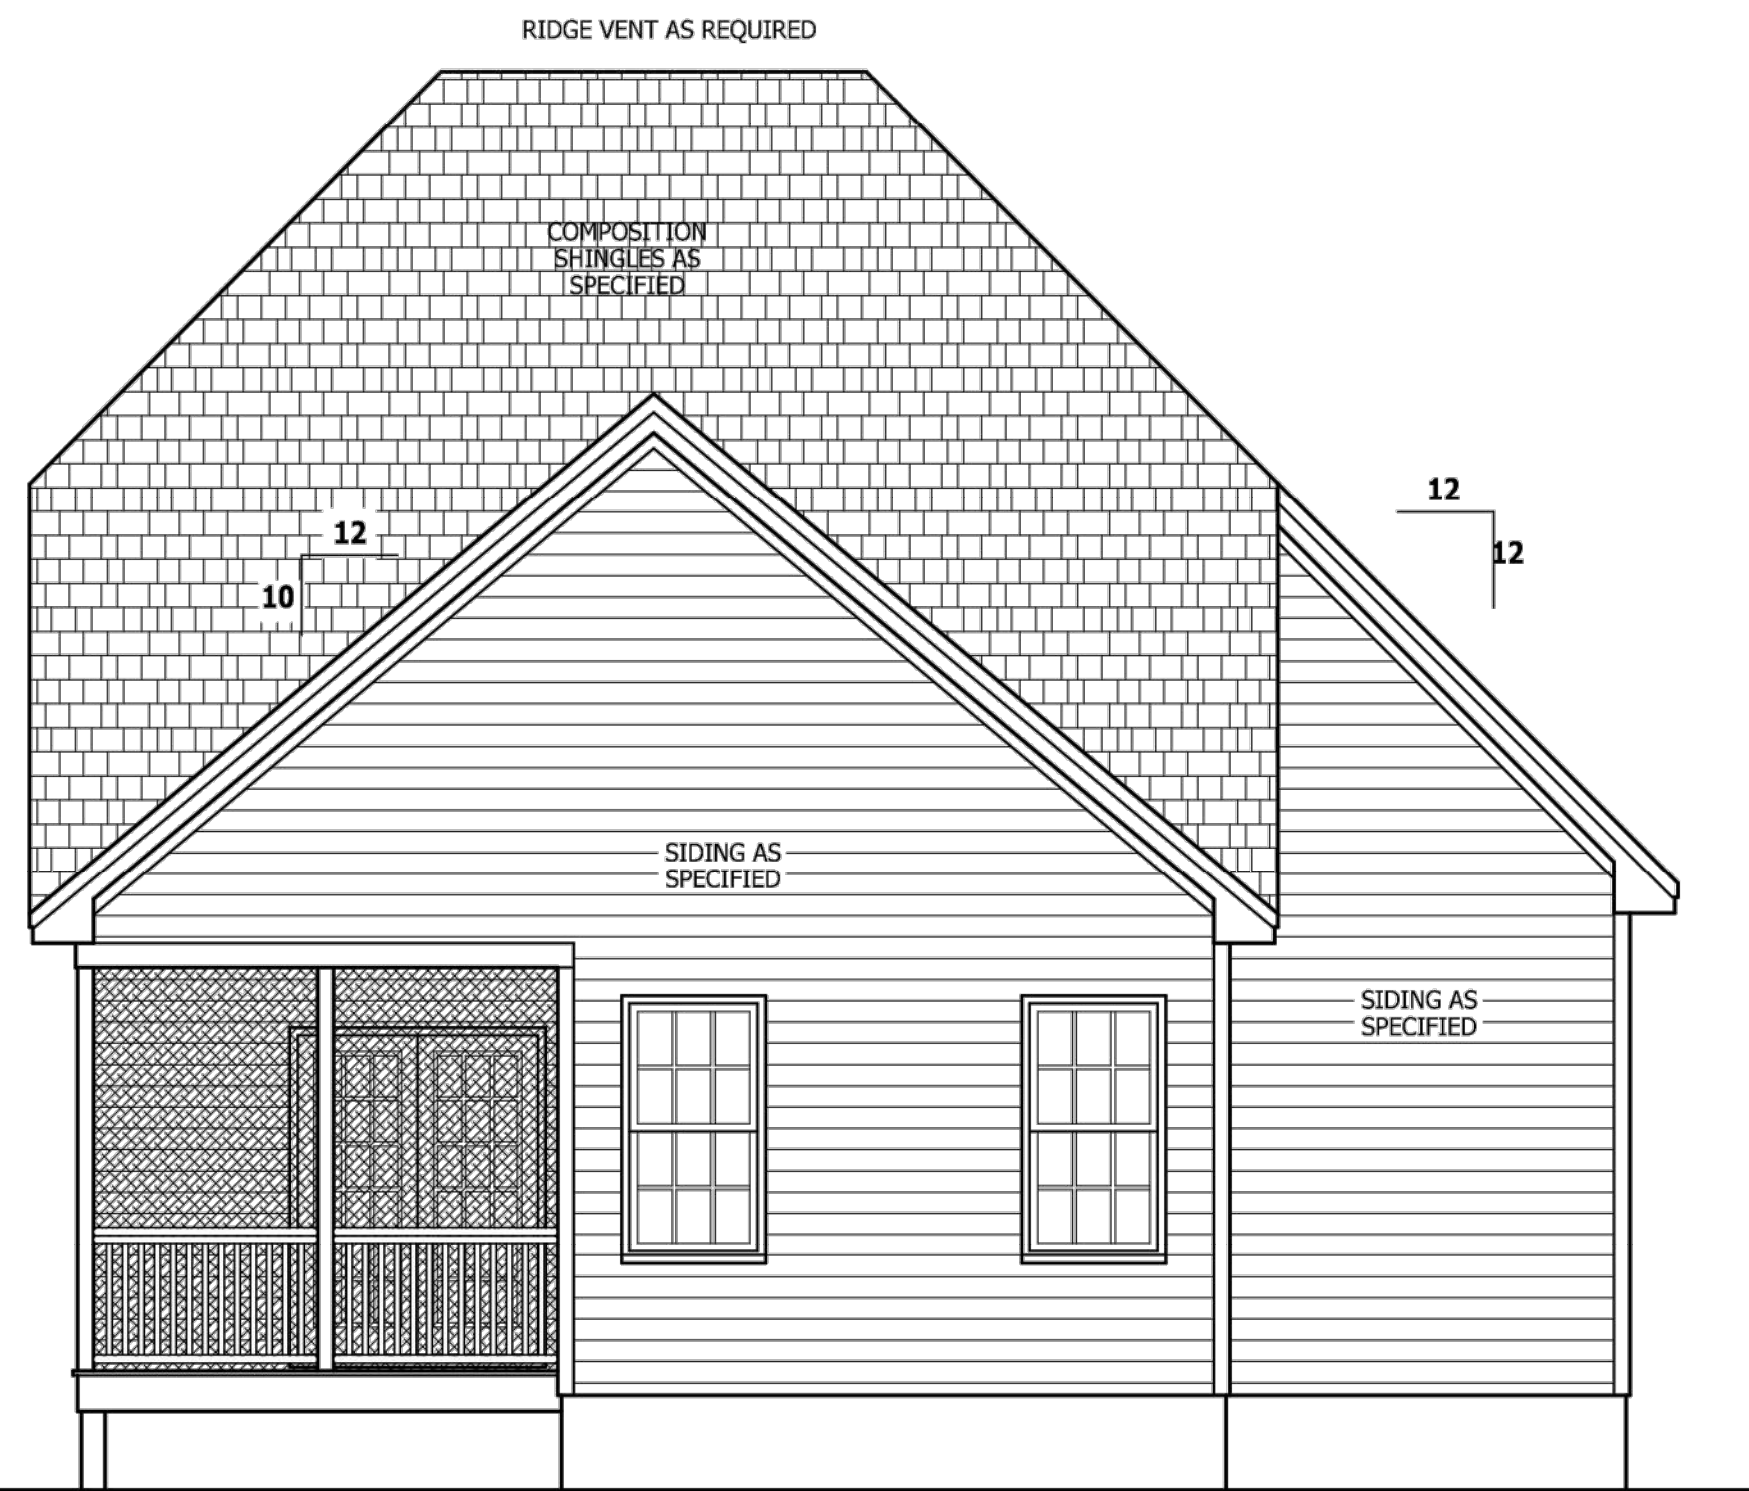 RIDGE VENT AS REQUIRED
COMPOSITION
SHINGLES AS
SPECIFIED
12
10
12
12
SIDING AS
SPECIFIED
SIDING AS
SPECIFIED